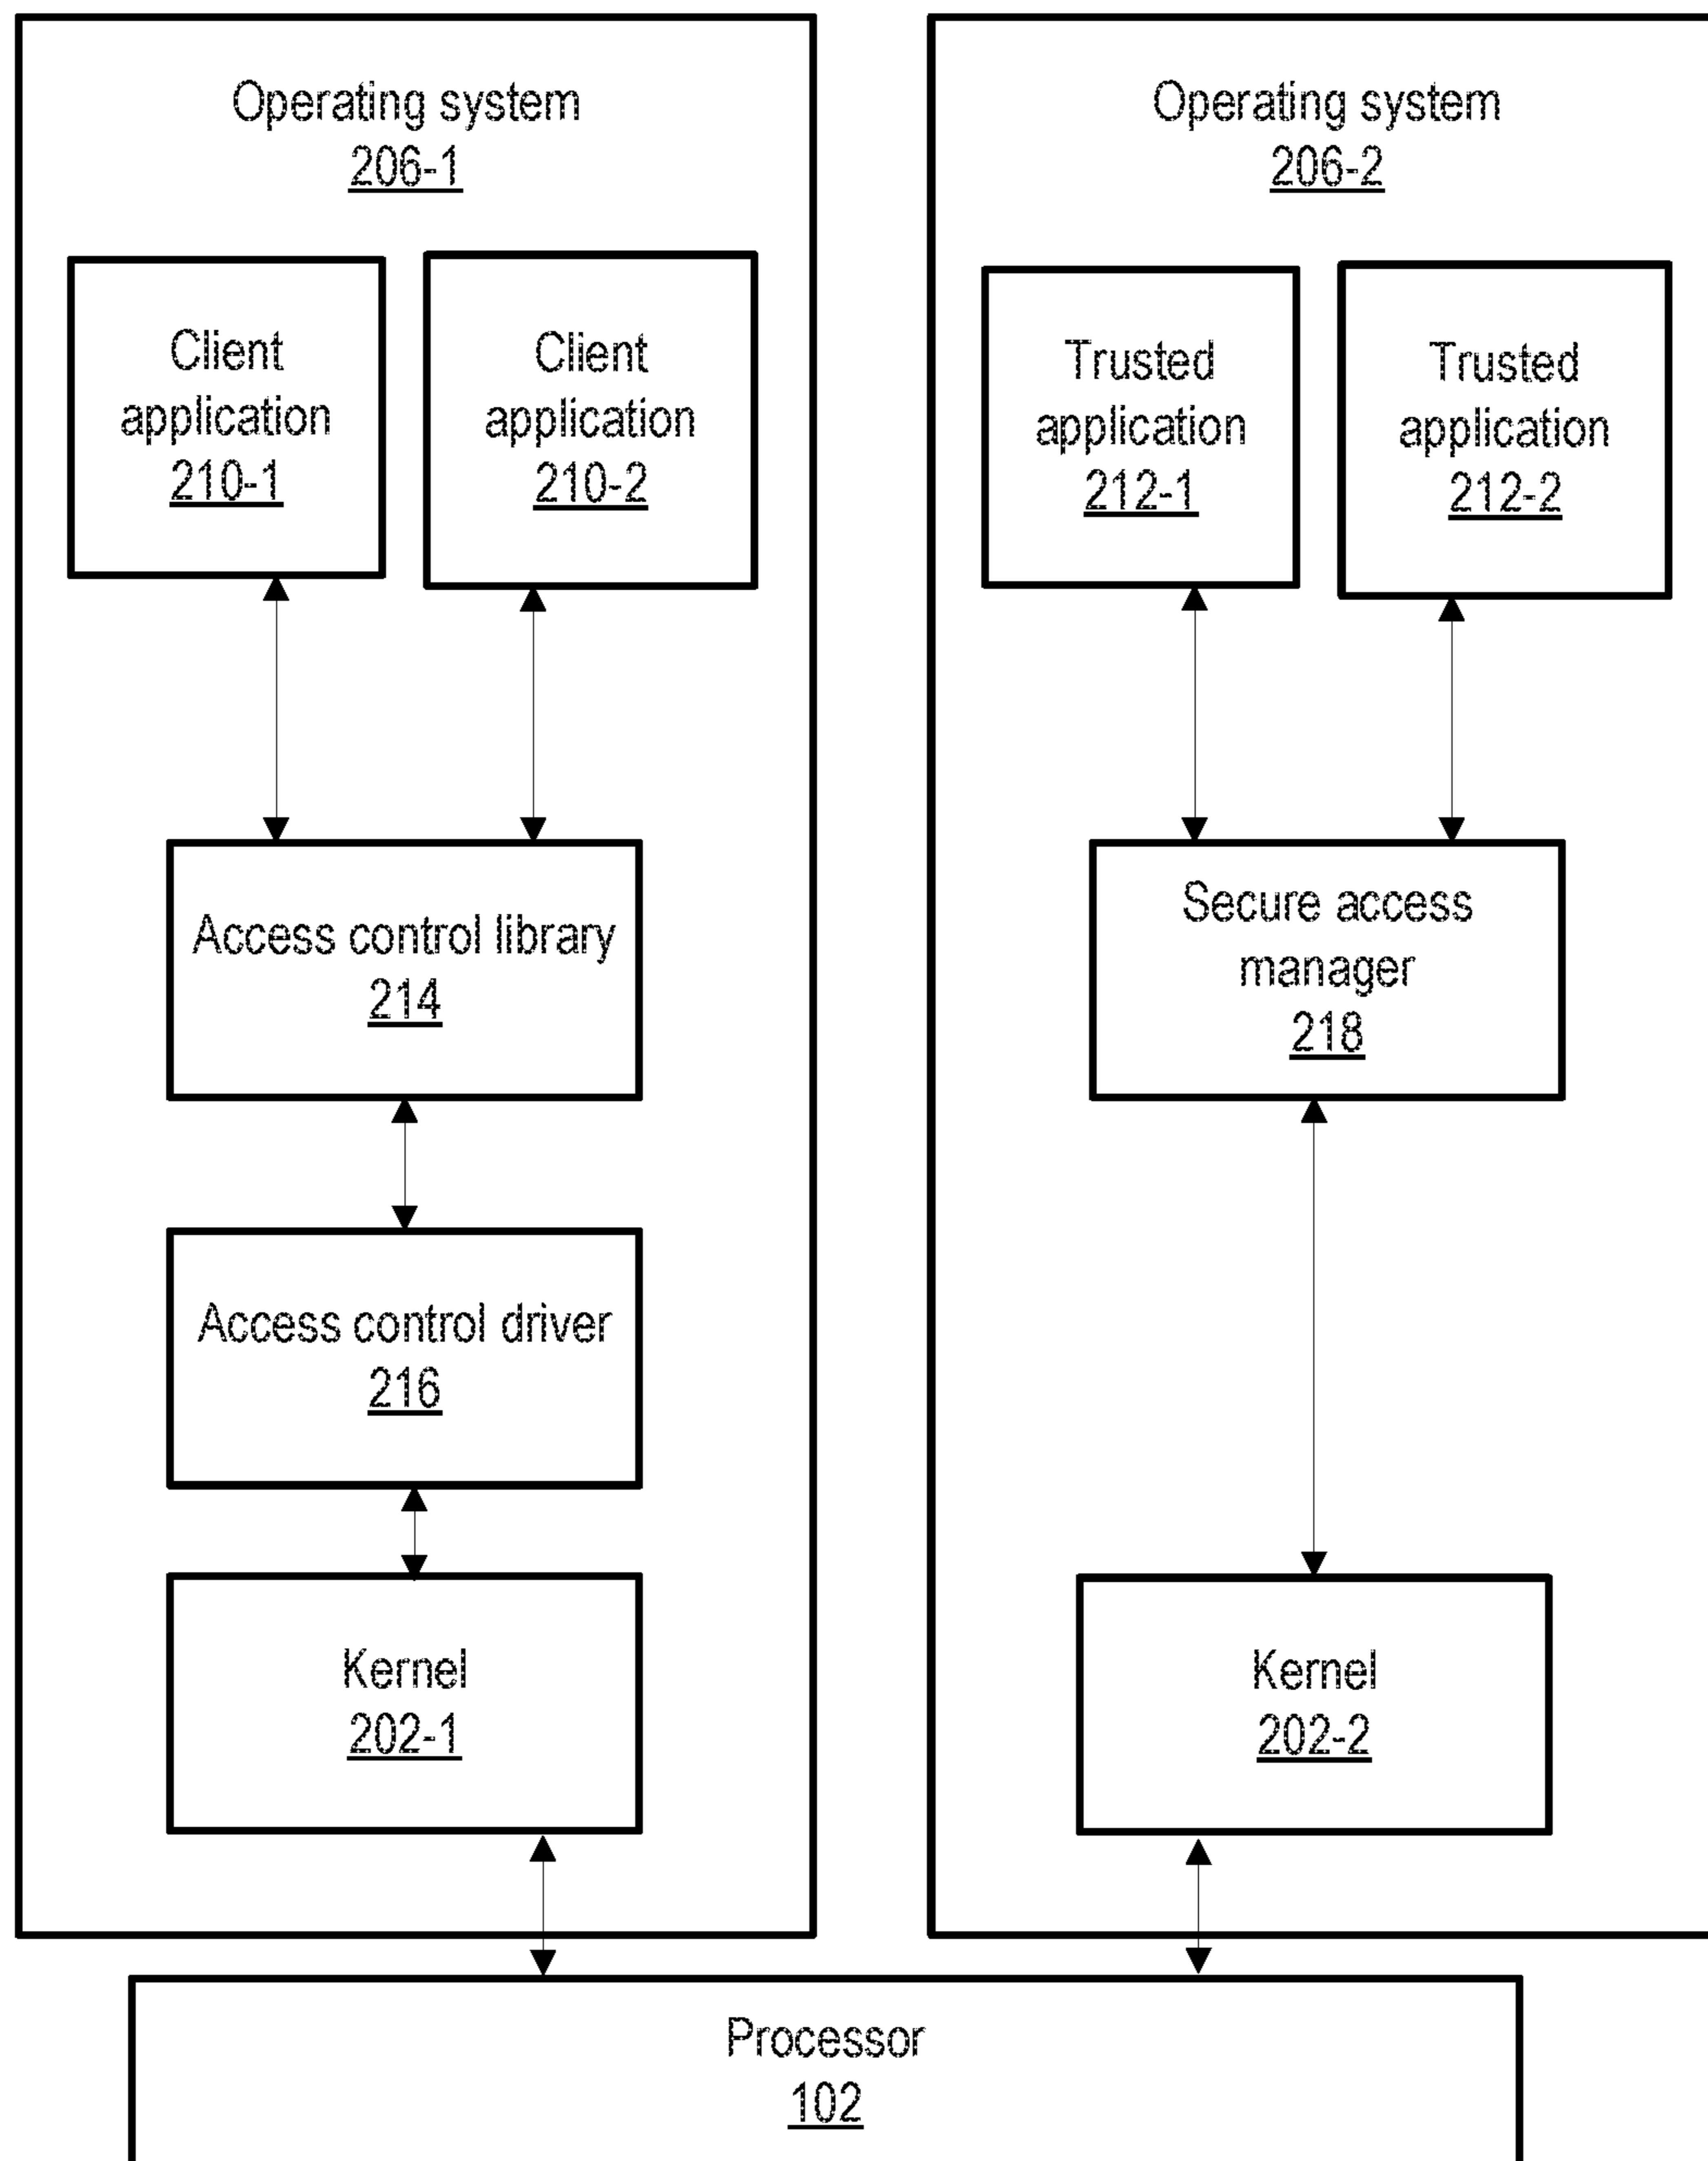 Operating system
206-1
Client
application
210-1
Client
application
210-2
Access control library
214
Access control driver
216
Kernel
202-1
Operating system
206-2
Trusted
application
212-1
Trusted
application
212-2
Secure access
manager
218
Kernel
202-2
Processor
102